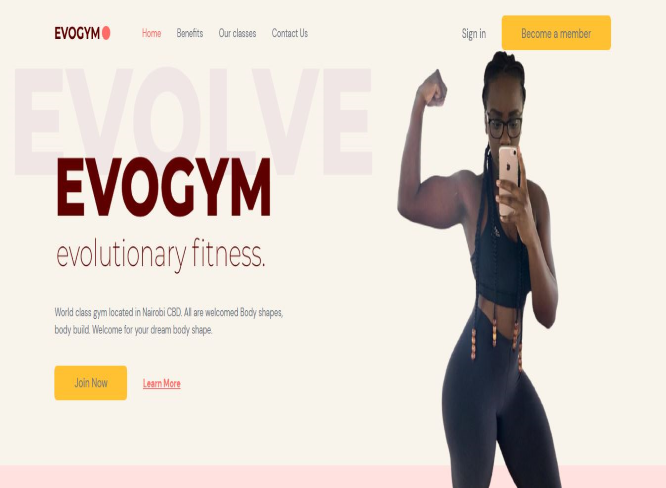 EVOGYM
Home Benefits Our classes Contact Us
Sign in Become a member
EVOLVE
EVOGYM
evolutionary fitness.
World class gym located in Nairobi CBD. All are welcomed Body shapes,
body build. Welcome for your dream body shape.
Join Now Learn More